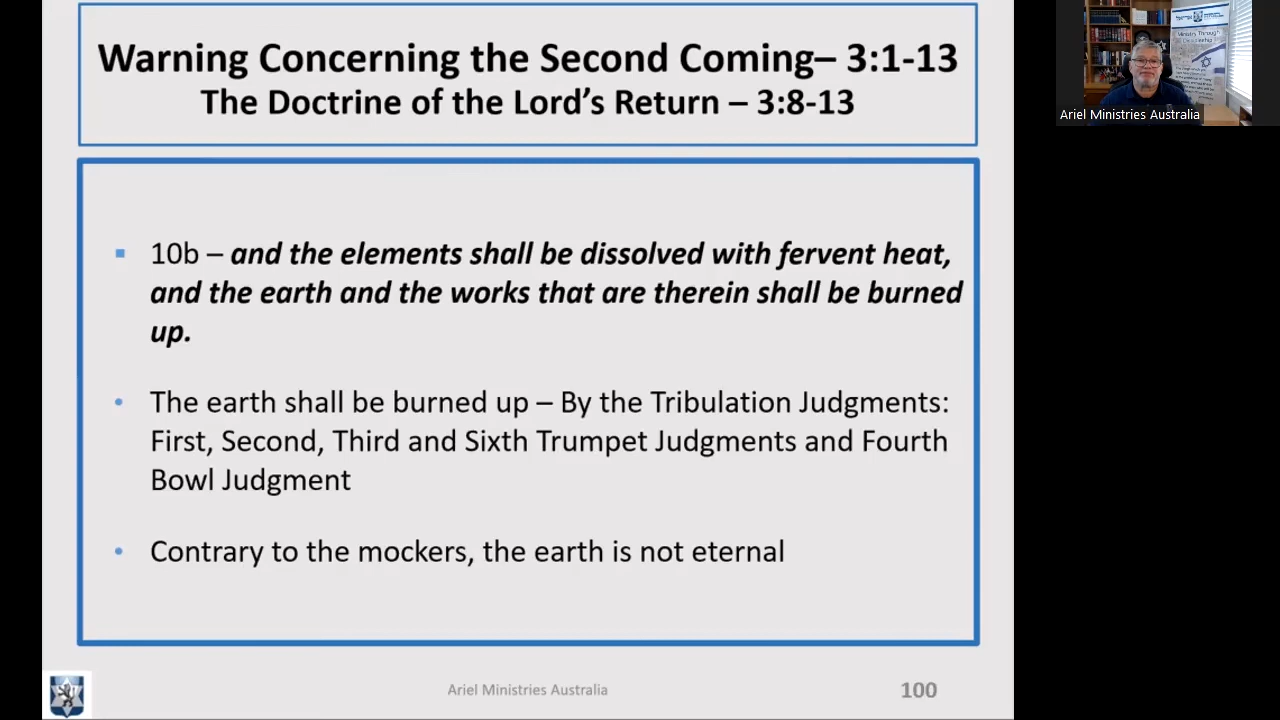 Warning Concerning the Second Coming– 3:1-13
The Doctrine of the Lord’s Return – 3:8-13
10b – and the elements shall be dissolved with fervent heat,
and the earth and the works that are therein shall be burned
up.
The earth shall be burned up – By the Tribulation Judgments:
First, Second, Third and Sixth Trumpet Judgments and Fourth
Bowl Judgment
Contrary to the mockers, the earth is not eternal
Ariel Ministries Australia
100
Ministry Through
Ariel Ministries Australia